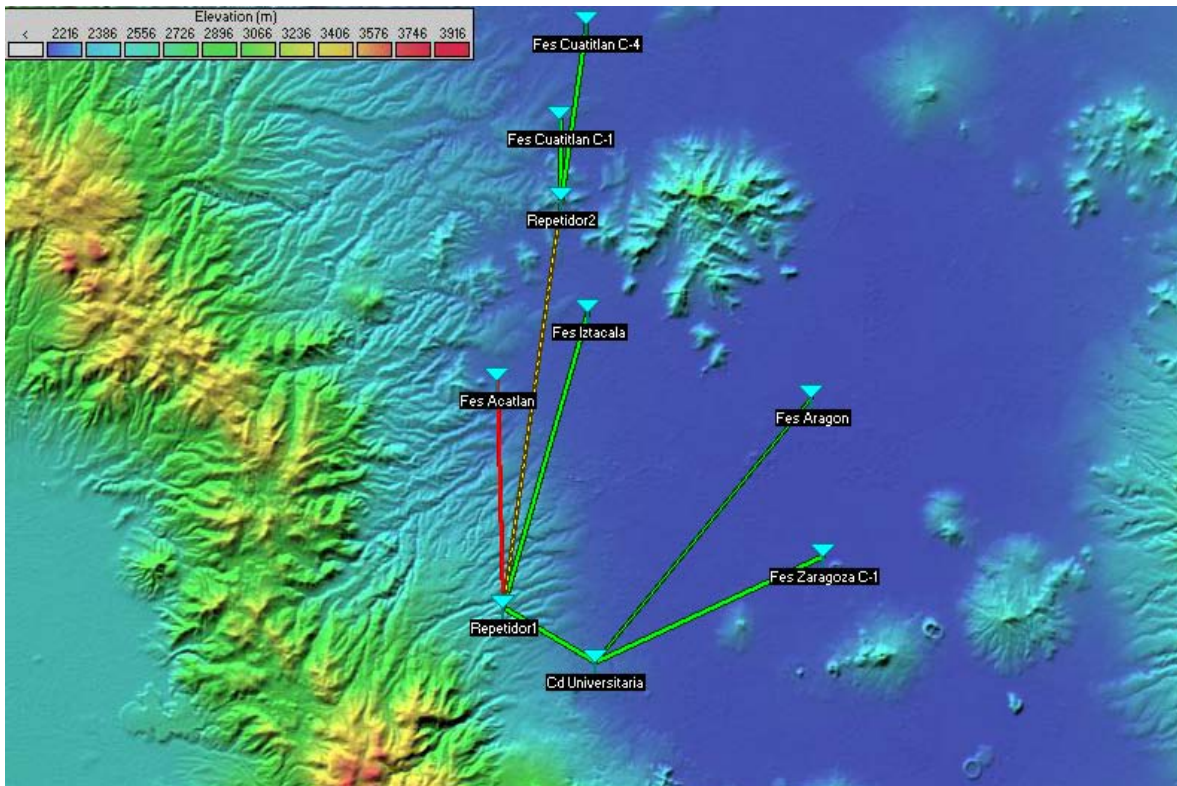 Elevation (m)
< 2216 2386 2556 2726 2896 3066 3236 3406 3576 3746 3916
Fes Cuatitlan C-4
Fes Cuatitlan C-1
Repetidor2
Fes Iztacala
Fes Acatlan
Fes Aragon
Fes Zaragoza C-1
Repetidor1
Cd Universitaria